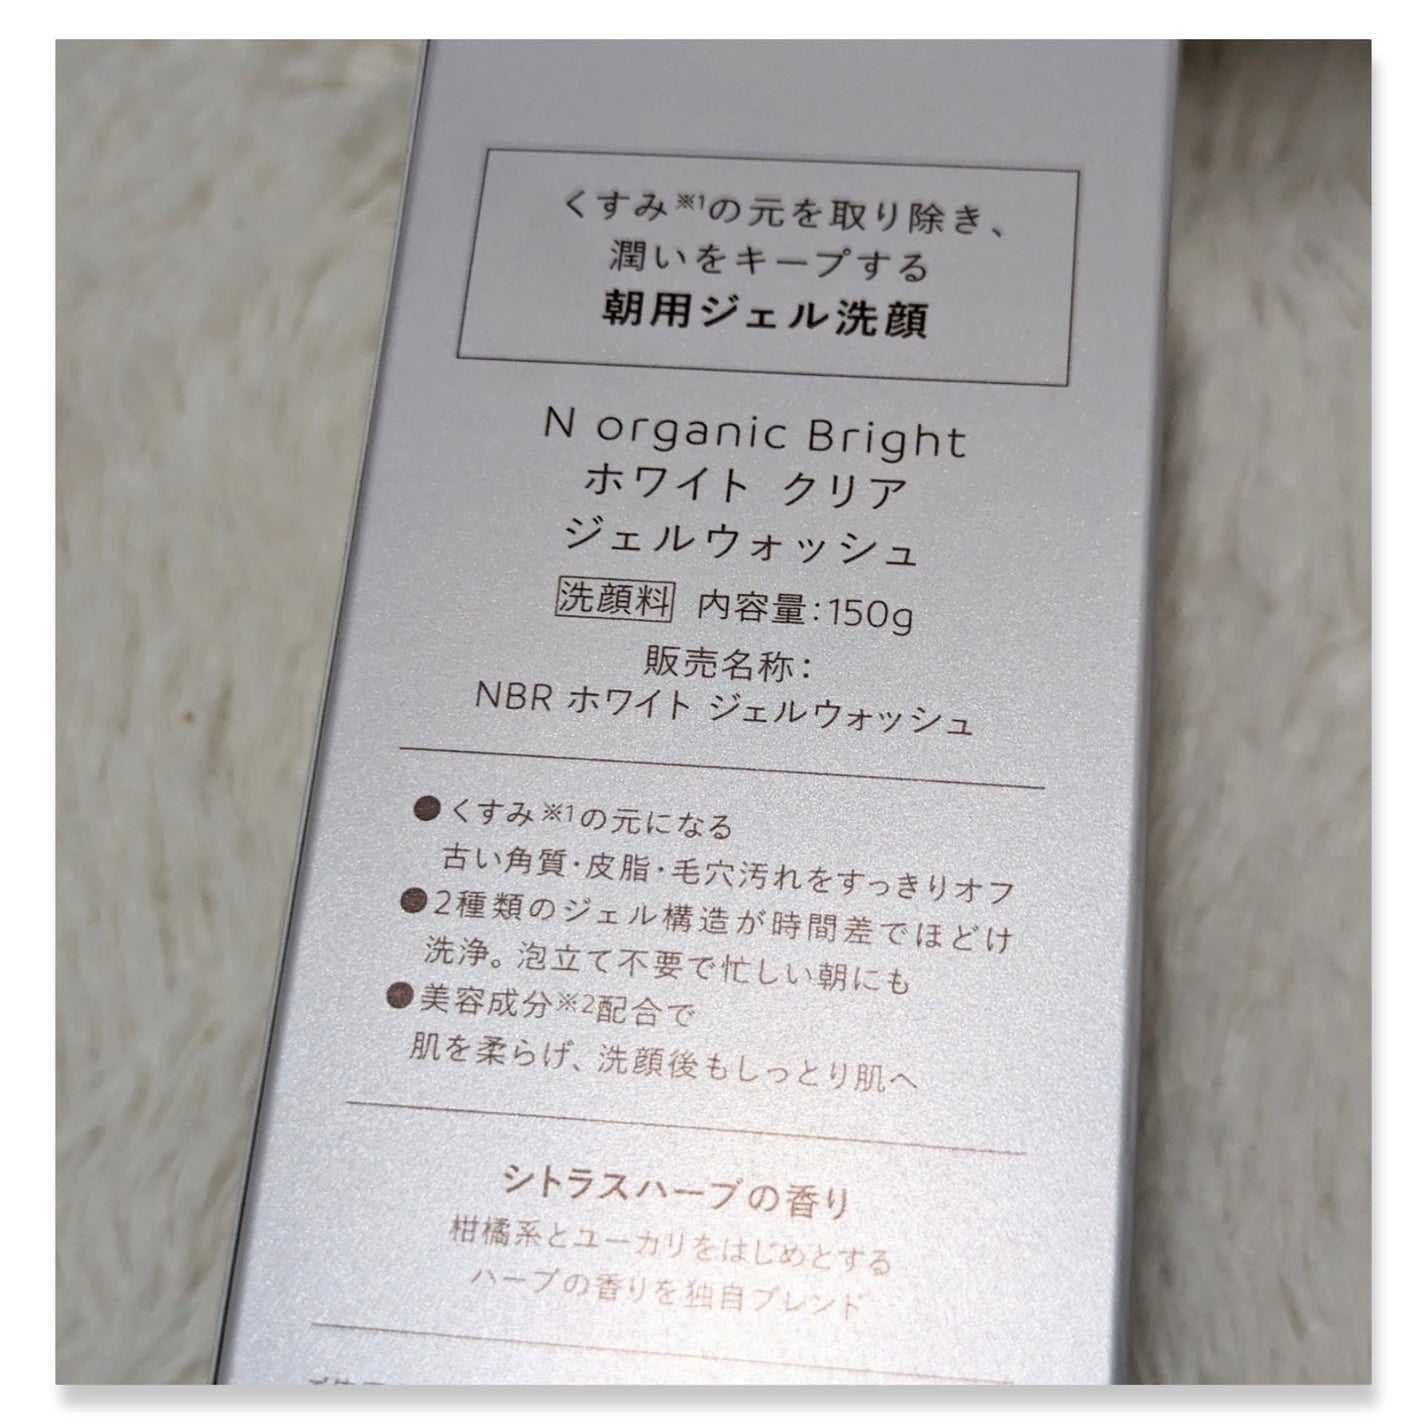 くすみ※1の元を取り除き、
潤いをキープする
朝用ジェル洗顔
N organic Bright
ホワイト クリア
ジェルウォッシュ
洗顔料 内容量:150g
販売名称:
NBR ホワイト ジェルウォッシュ
●くすみ※1の元になる
古い角質・皮脂・毛穴汚れをすっきりオフ
●2種類のジェル構造が時間差でほどけ
洗浄。泡立て不要で忙しい朝にも
●美容成分※2配合で
肌を柔らげ、洗顔後もしっとり肌へ
シトラスハーブの香り
柑橘系とユーカリをはじめとする
ハーブの香りを独自ブレンド